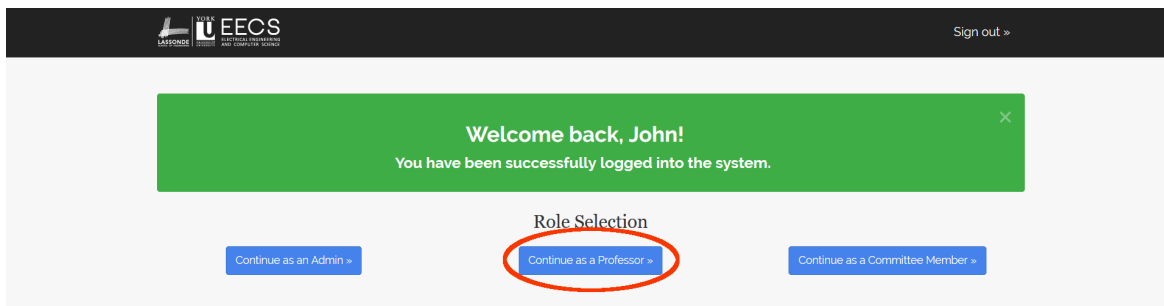 LASSONDE
YORK
U
EECS
ELECTRICAL ENGINEERING
AND COMPUTER SCIENCE
Sign out »
×
Welcome back, John!
You have been successfully logged into the system.
Role Selection
Continue as an Admin »
Continue as a Professor »
Continue as a Committee Member »